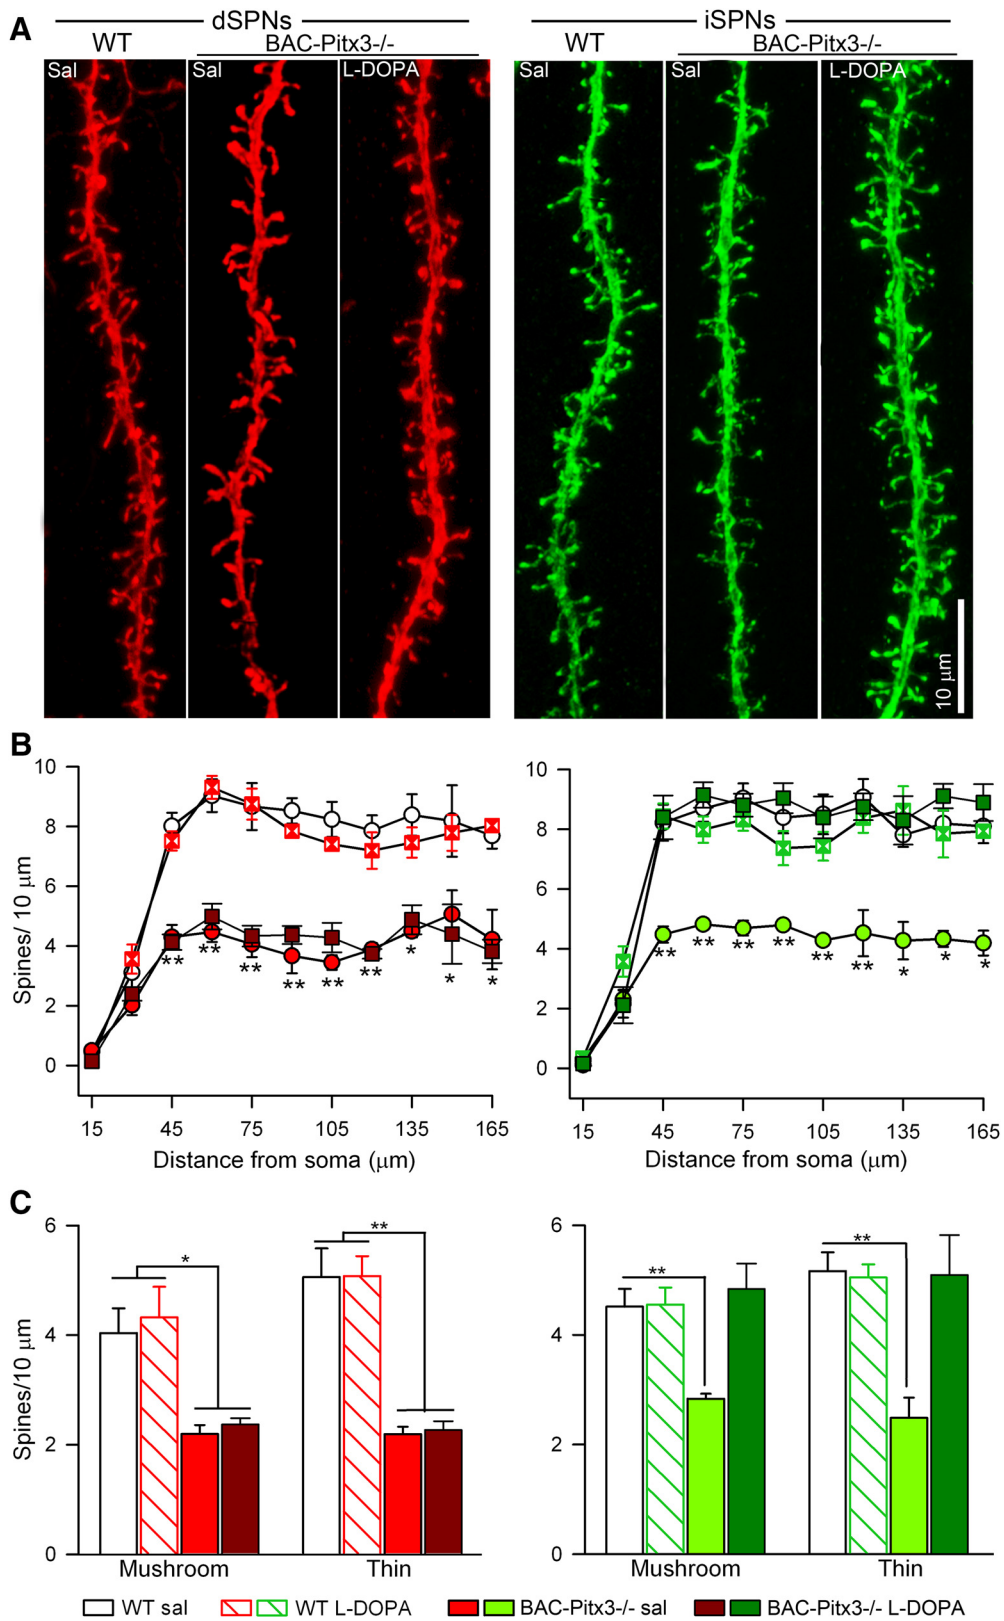 A
dSPNs
iSPNs
WT
BAC-Pitx3-/-
WT
BAC-Pitx3-/-
Sal
Sal
L-DOPA
Sal
Sal
L-DOPA
10 μm
B
Spines/ 10 μm
10
8
6
4
2
0
** ** ** ** ** ** * * *
15 45 75 105 135 165
Distance from soma (μm)
10
8
6
4
2
0
** ** ** ** ** ** * * *
15 45 75 105 135 165
Distance from soma (μm)
C
Spines/10 μm
6
4
2
0
*
**
Mushroom Thin
6
4
2
0
**
**
Mushroom Thin
WT sal WT L-DOPA BAC-Pitx3-/- sal BAC-Pitx3-/- L-DOPA